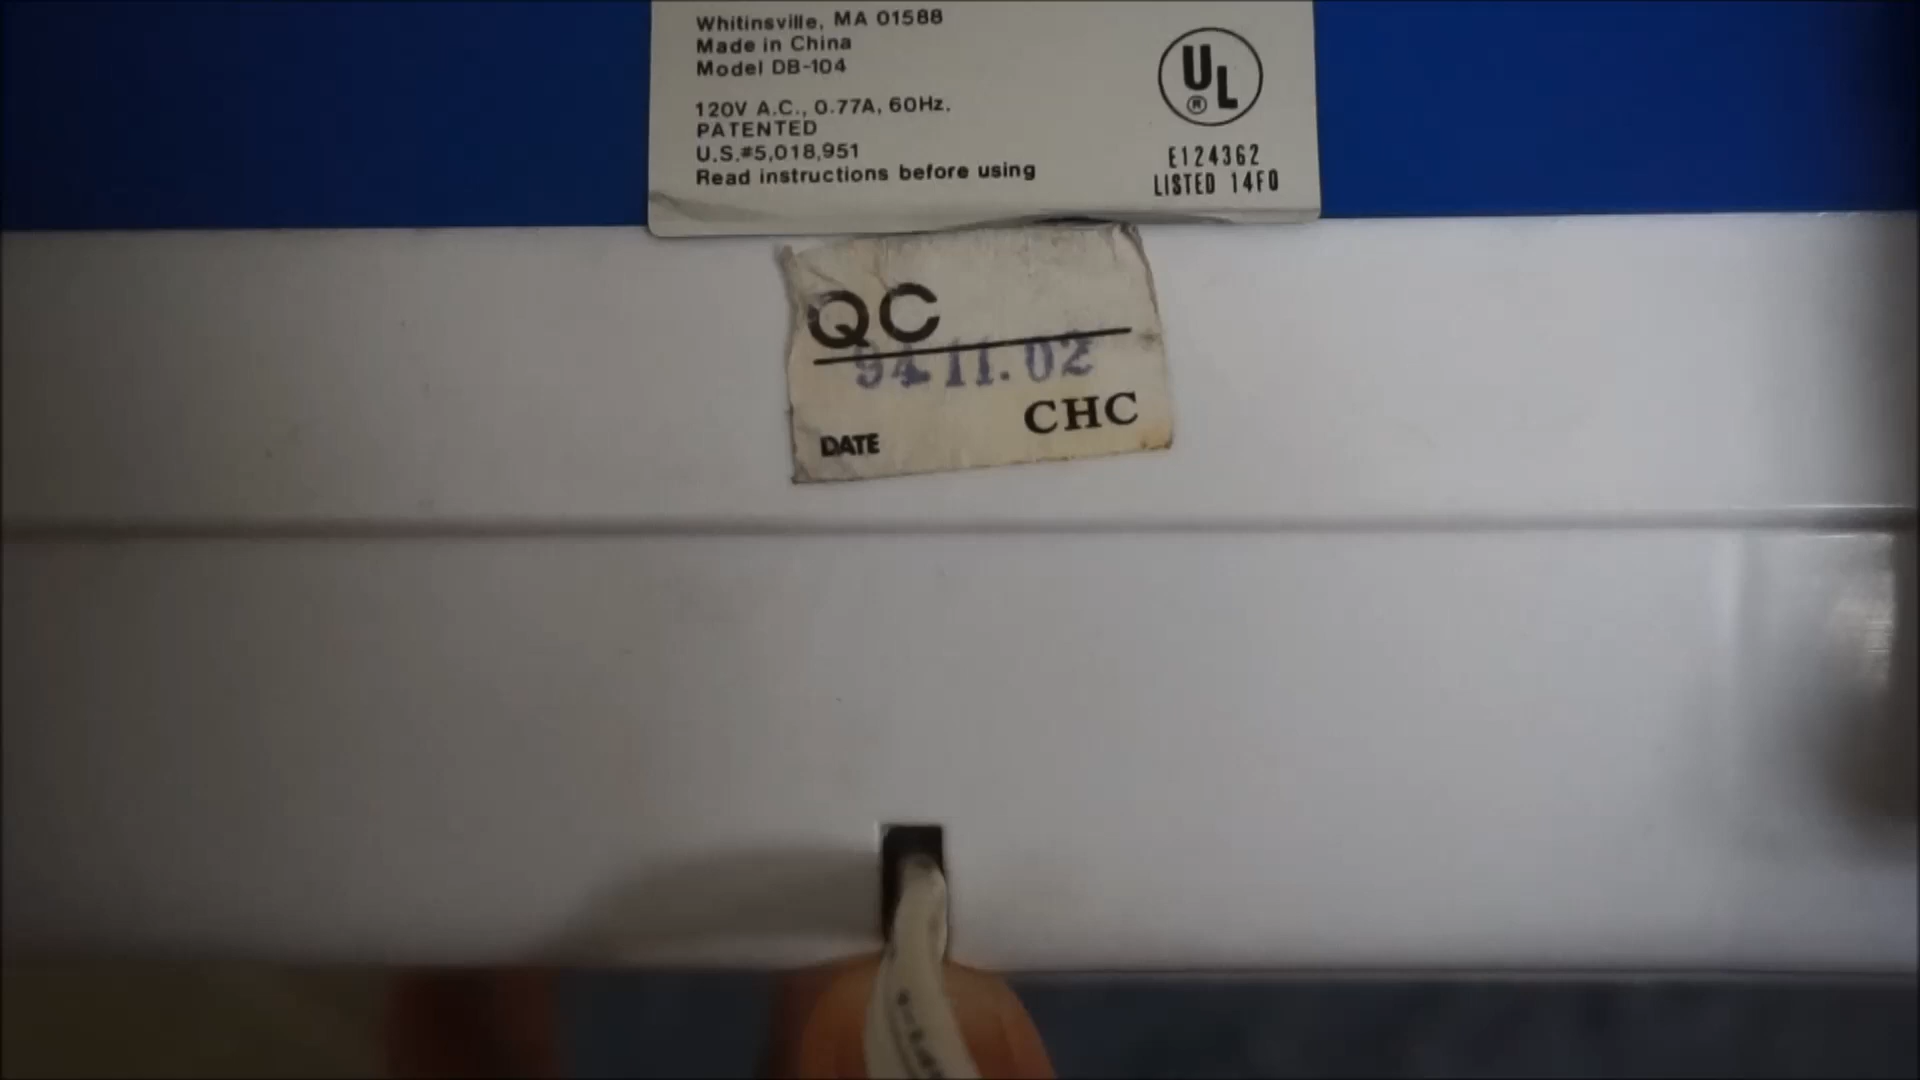 Whitinsville, MA 01588
Made in China
Model DB-104
120V A.C., 0.77A, 60Hz.
PATENTED
U.S.#5,018,951
Read instructions before using
UL
®
E124362
LISTED 14F0
QC
94.11.02
CHC
DATE